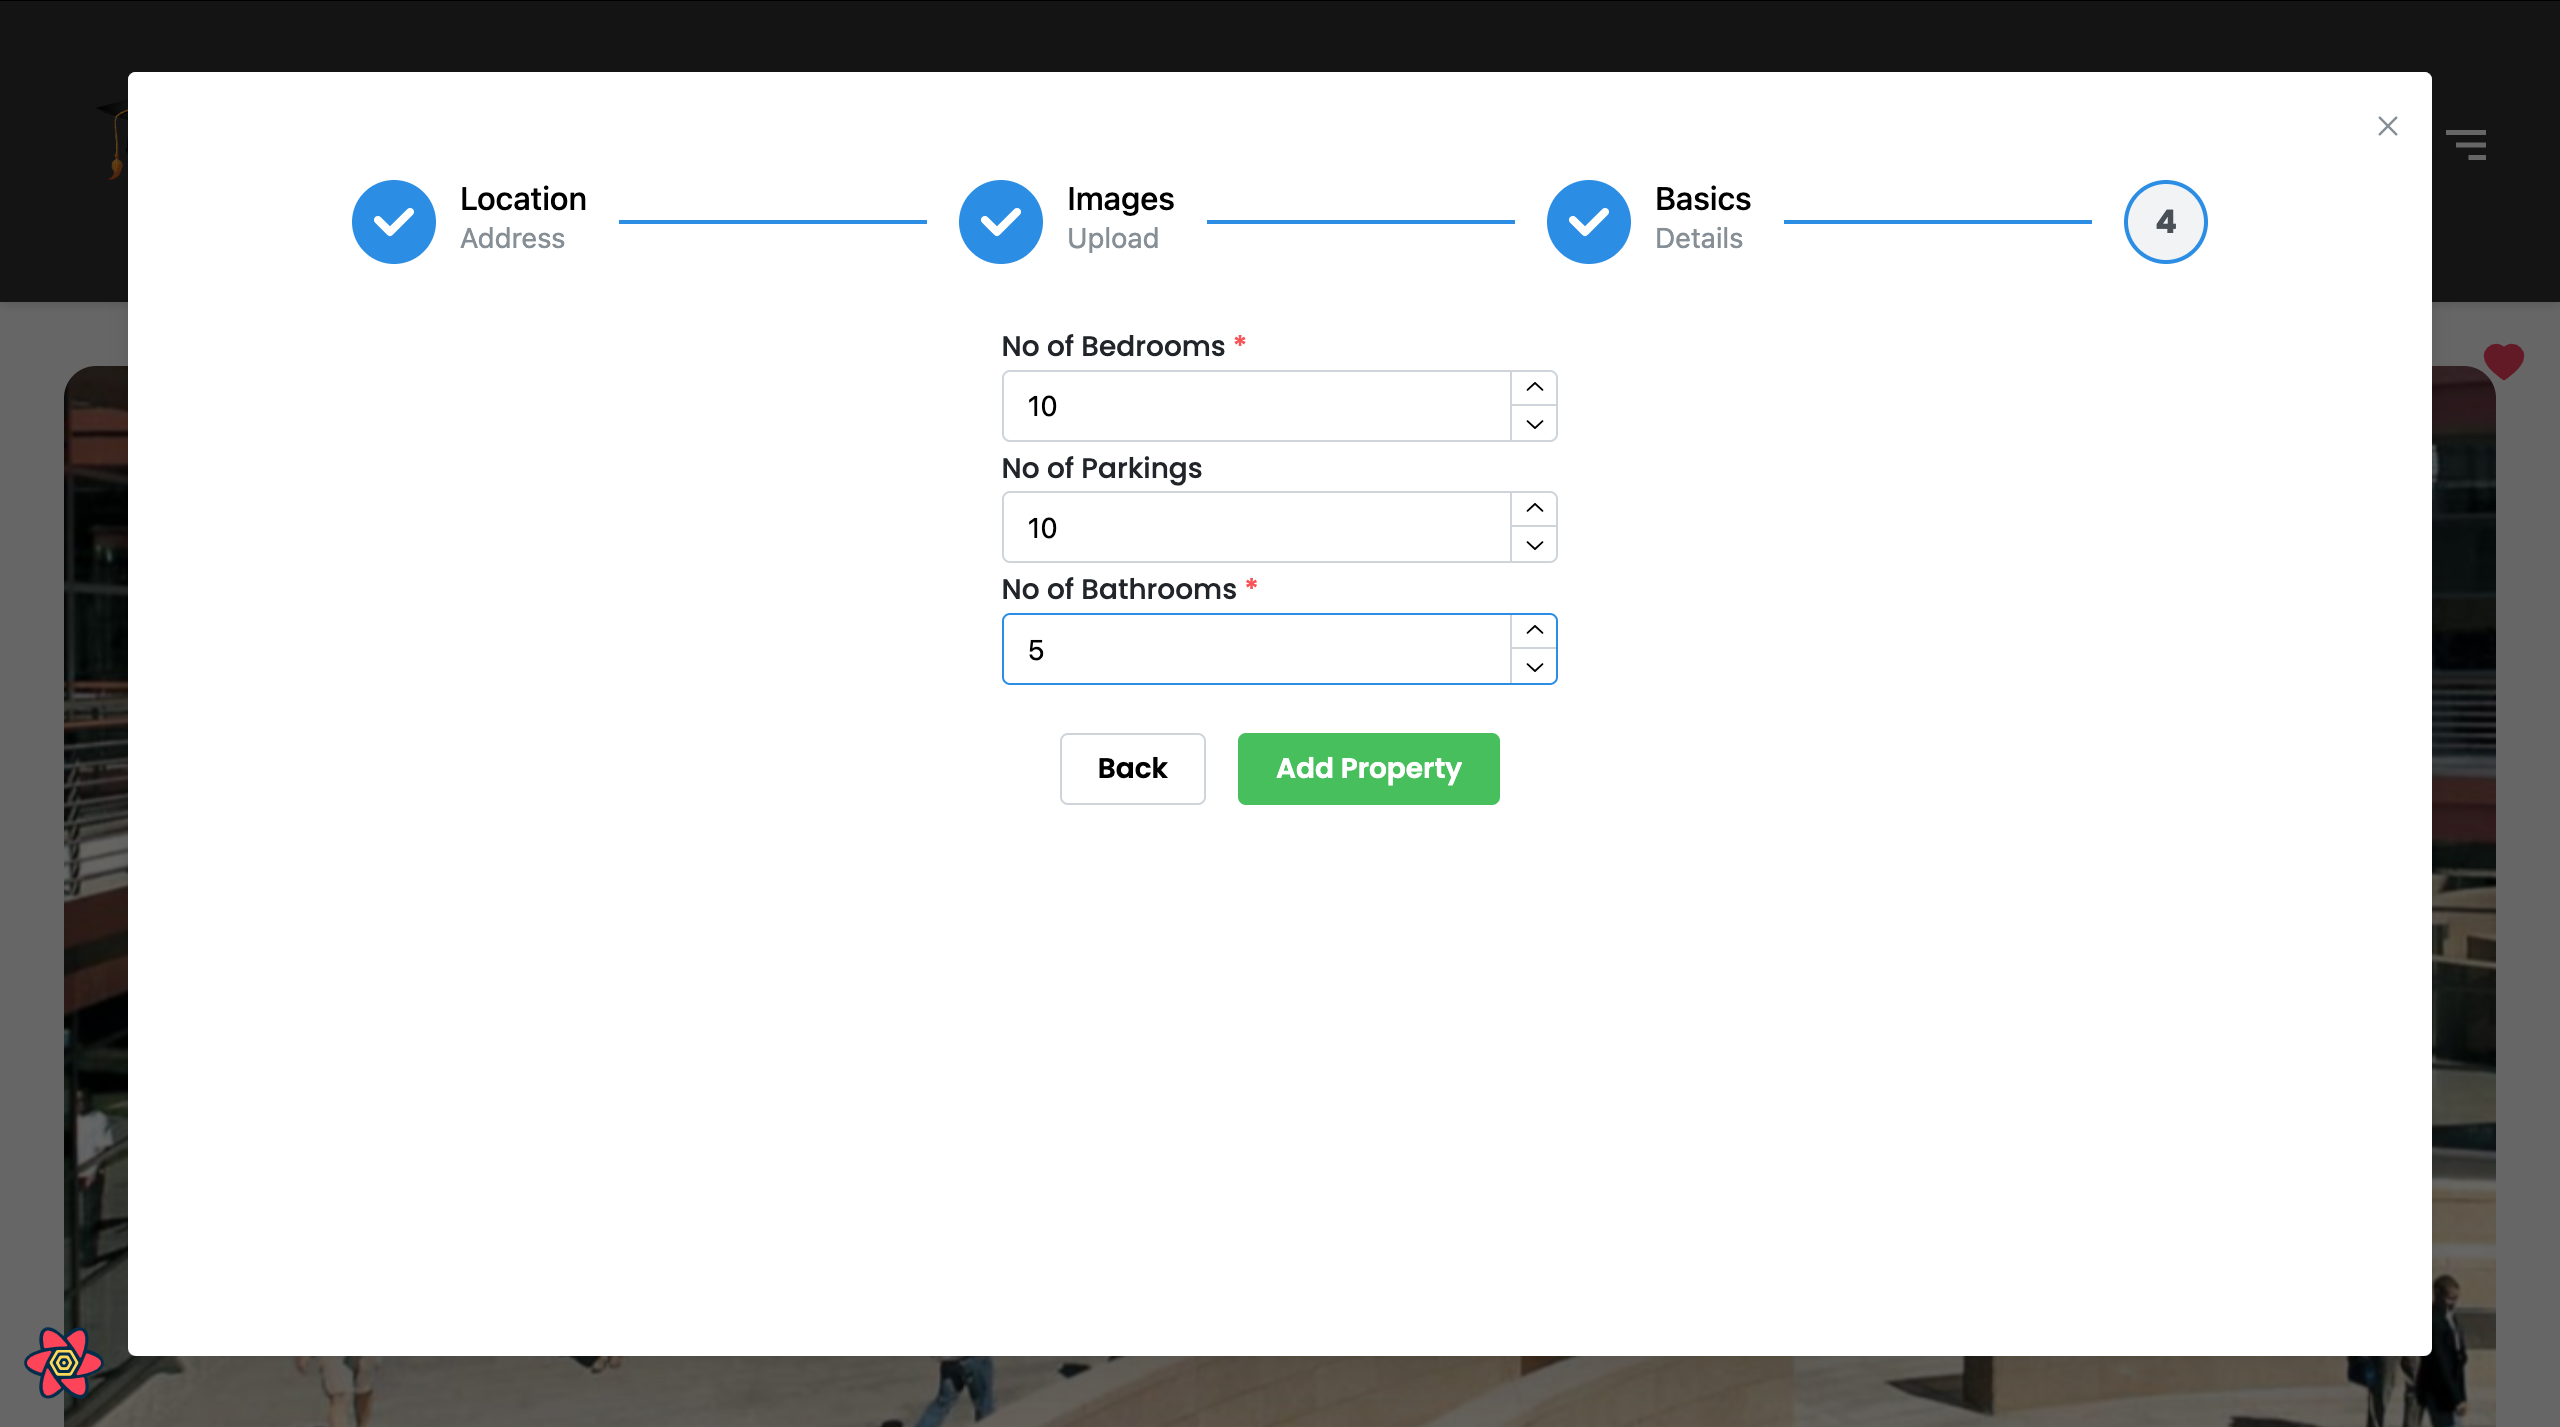 Location
Address
Images
Upload
Basics
Details
4
No of Bedrooms *
10
No of Parkings
10
No of Bathrooms *
5
Back
Add Property